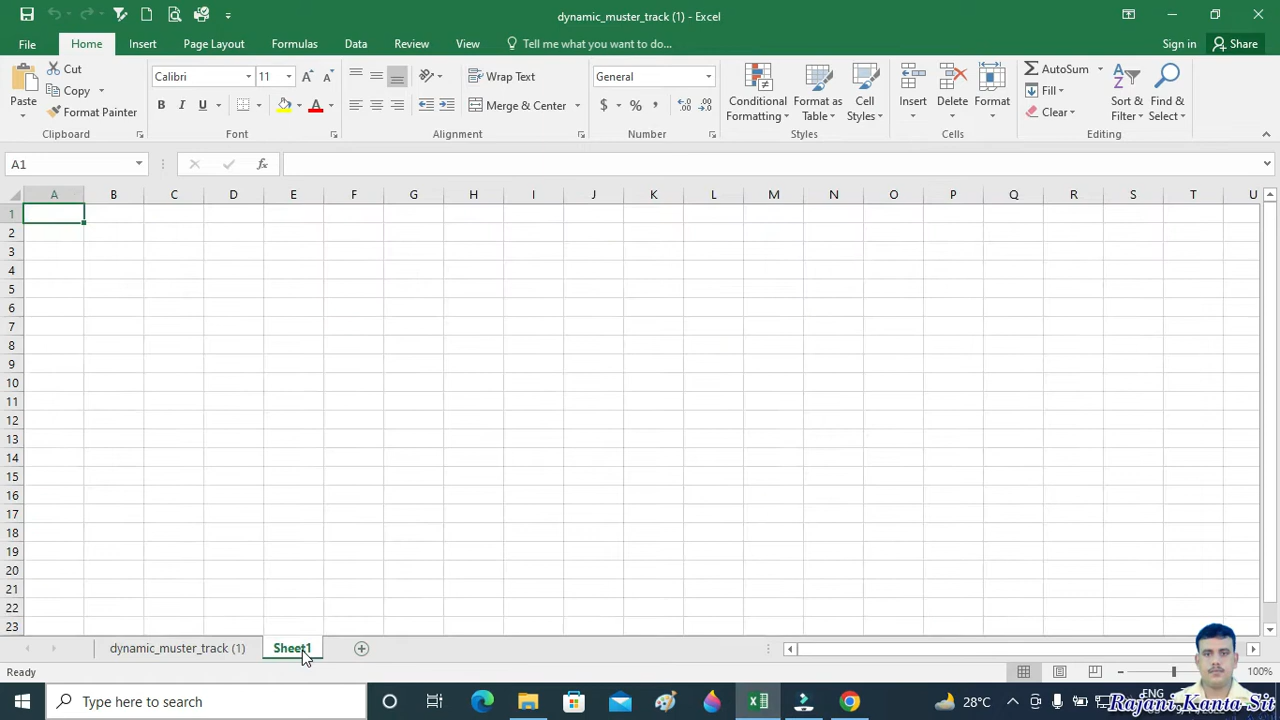 dynamic_muster_track (1) - Excel
File Home Insert Page Layout Formulas Data Review View Tell me what you want to do... Sign in Share
Paste
Cut
Copy
Format Painter
Clipboard
Calibri 11 A A
B I U A
Font
Wrap Text
Merge & Center
Alignment
General
$ % ,
Number
Conditional Formatting
Format as Table
Cell Styles
Styles
Insert
Delete
Format
Cells
AutoSum
Fill
Clear
Sort & Filter
Find & Select
Editing
A1 fx
A B C D E F G H I J K L M N O P Q R S T U
1
2
3
4
5
6
7
8
9
10
11
12
13
14
15
16
17
18
19
20
21
22
23
dynamic_muster_track (1) Sheet1
Ready 100%
Type here to search 28°C ENG
Rajani Kanta Sit